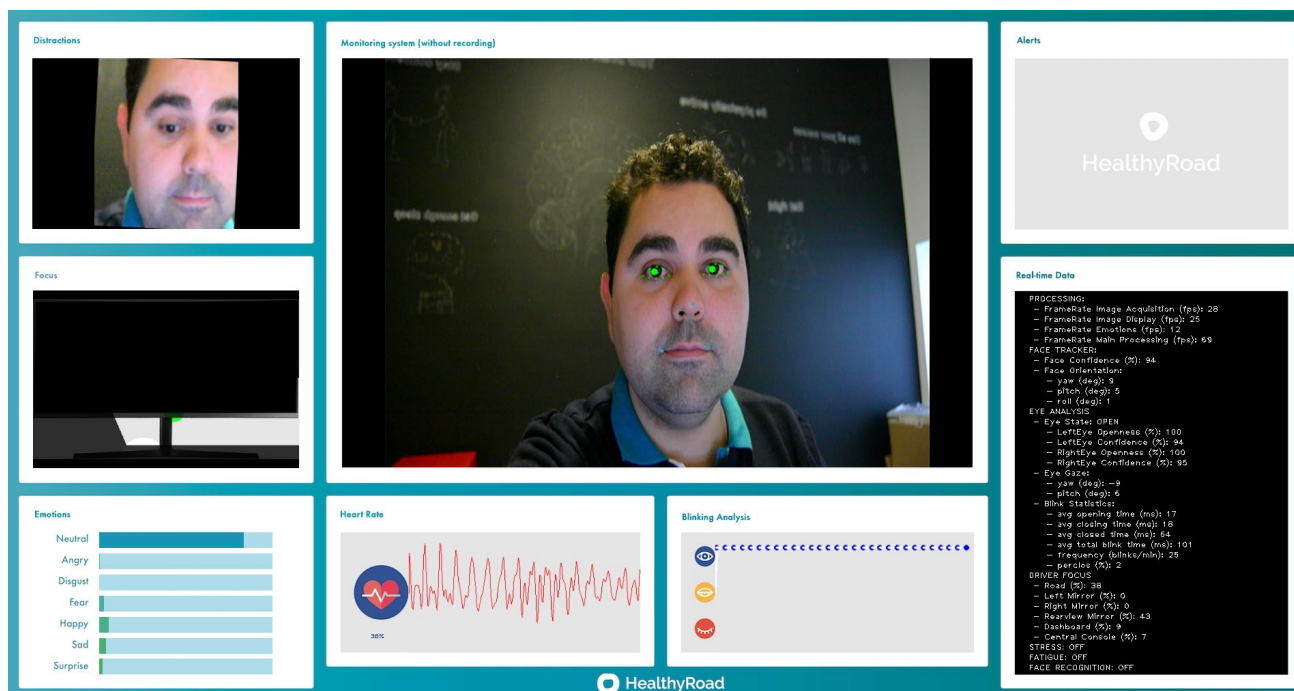 Distractions
Monitoring system (without recording)
Alerts
HealthyRoad
Focus
Real-time Data
PROCESSING:
- FrameRate Image Acquisition (fps): 28
- FrameRate Image Display (fps): 25
- FrameRate Emotions (fps): 12
- FrameRate Main Processing (fps): 69
FACE TRACKER:
- Face Confidence (%): 94
- Face Orientation:
- yaw (deg): 9
- pitch (deg): 5
- roll (deg): 1
EYE ANALYSIS
- Eye State: OPEN
- LeftEye Openness (%): 100
- LeftEye Confidence (%): 94
- RightEye Openness (%): 100
- RightEye Confidence (%): 95
- Eye Gaze:
- yaw (deg): -9
- pitch (deg): 6
- Blink Statistics:
- avg opening time (ms): 17
- avg closing time (ms): 18
- avg closed time (ms): 64
- avg total blink time (ms): 101
- frequency (blinks/min): 25
- perclos (%): 2
DRIVER FOCUS
- Road (%): 38
- Left Mirror (%): 0
- Right Mirror (%): 0
- Rearview Mirror (%): 43
- Dashboard (%): 9
- Central Console (%): 7
STRESS: OFF
FATIGUE: OFF
FACE RECOGNITION: OFF
Emotions
Neutral
Angry
Disgust
Fear
Happy
Sad
Surprise
Heart Rate
36%
Blinking Analysis
HealthyRoad